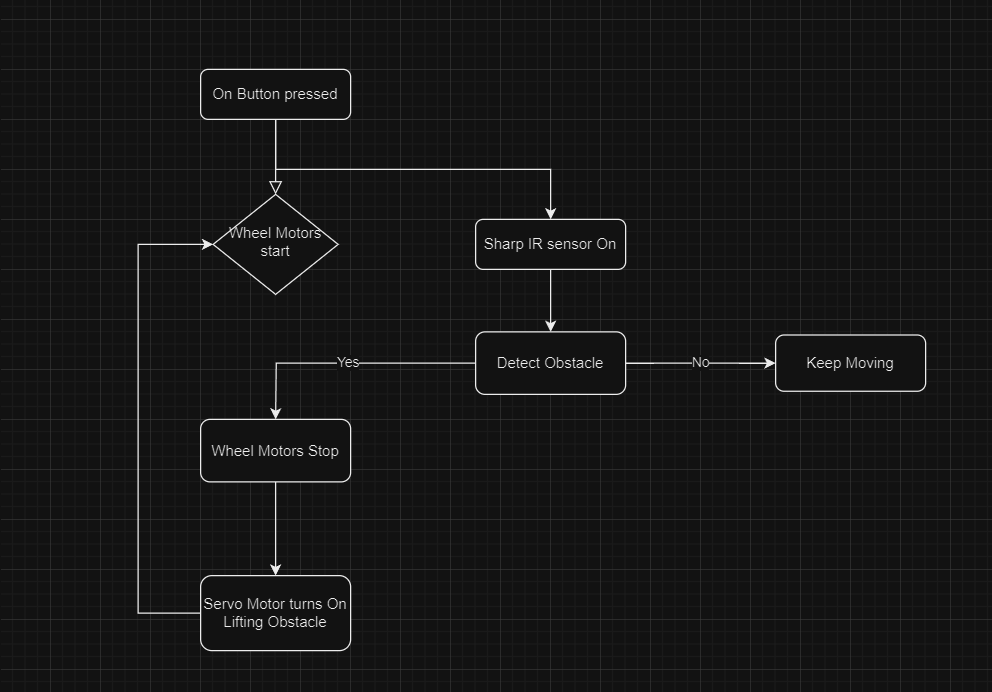 On Button pressed
Wheel Motors
start
Sharp IR sensor On
Yes
Detect Obstacle
No
Keep Moving
Wheel Motors Stop
Servo Motor turns On
Lifting Obstacle